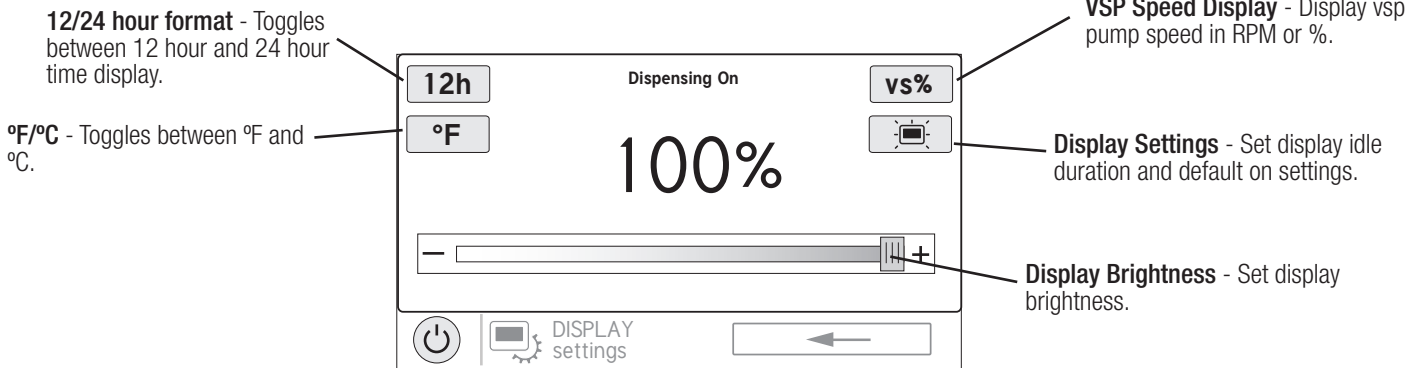 12/24 hour format - Toggles
between 12 hour and 24 hour
time display.
ºF/ºC - Toggles between ºF and
ºC.
12h
°F
Dispensing On
100%
vs%
− +
DISPLAY
settings
VSP Speed Display - Display vsp
pump speed in RPM or %.
Display Settings - Set display idle
duration and default on settings.
Display Brightness - Set display
brightness.